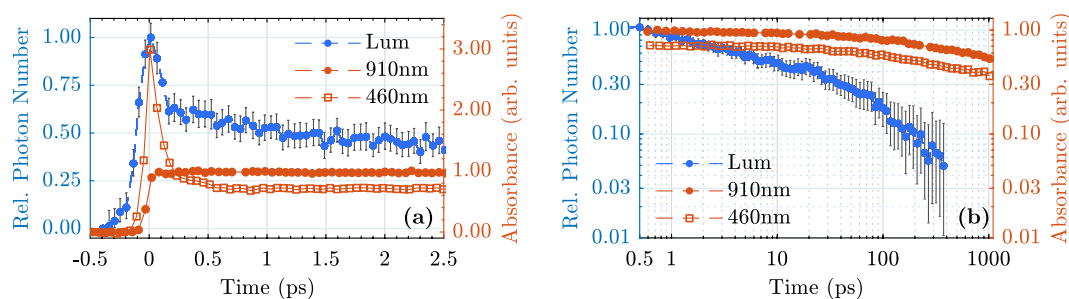 Rel. Photon Number
1.00
0.75
0.50
0.25
0.00
Lum
910nm
460nm
(a)
3.00
2.00
1.00
0.00
Absorbance (arb. units)
-0.5
0
0.5
1
1.5
2
2.5
Time (ps)
Rel. Photon Number
1.00
0.30
0.10
0.03
0.01
Lum
910nm
460nm
(b)
1.00
0.30
0.10
0.03
0.01
Absorbance (arb. units)
0.5
1
10
100
1000
Time (ps)